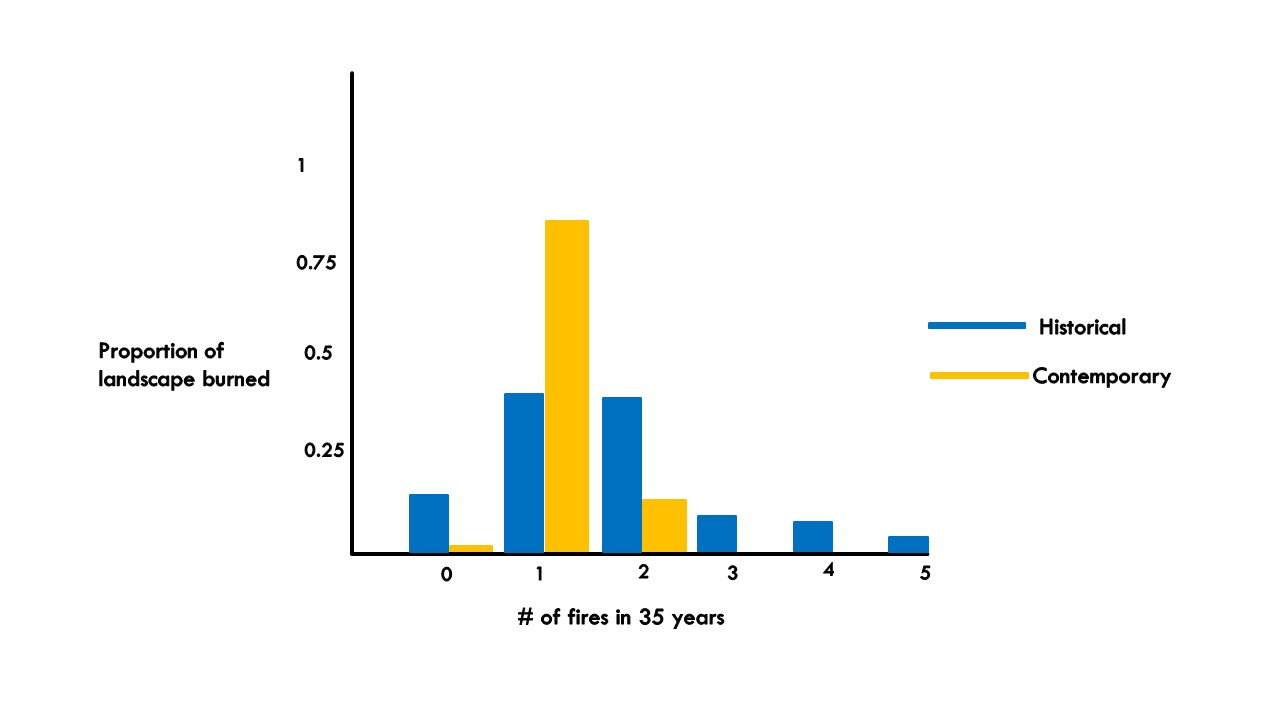 1
0.75
Proportion of
landscape burned
0.5
0.25
Historical
Contemporary
0 1 2 3 4 5
# of fires in 35 years